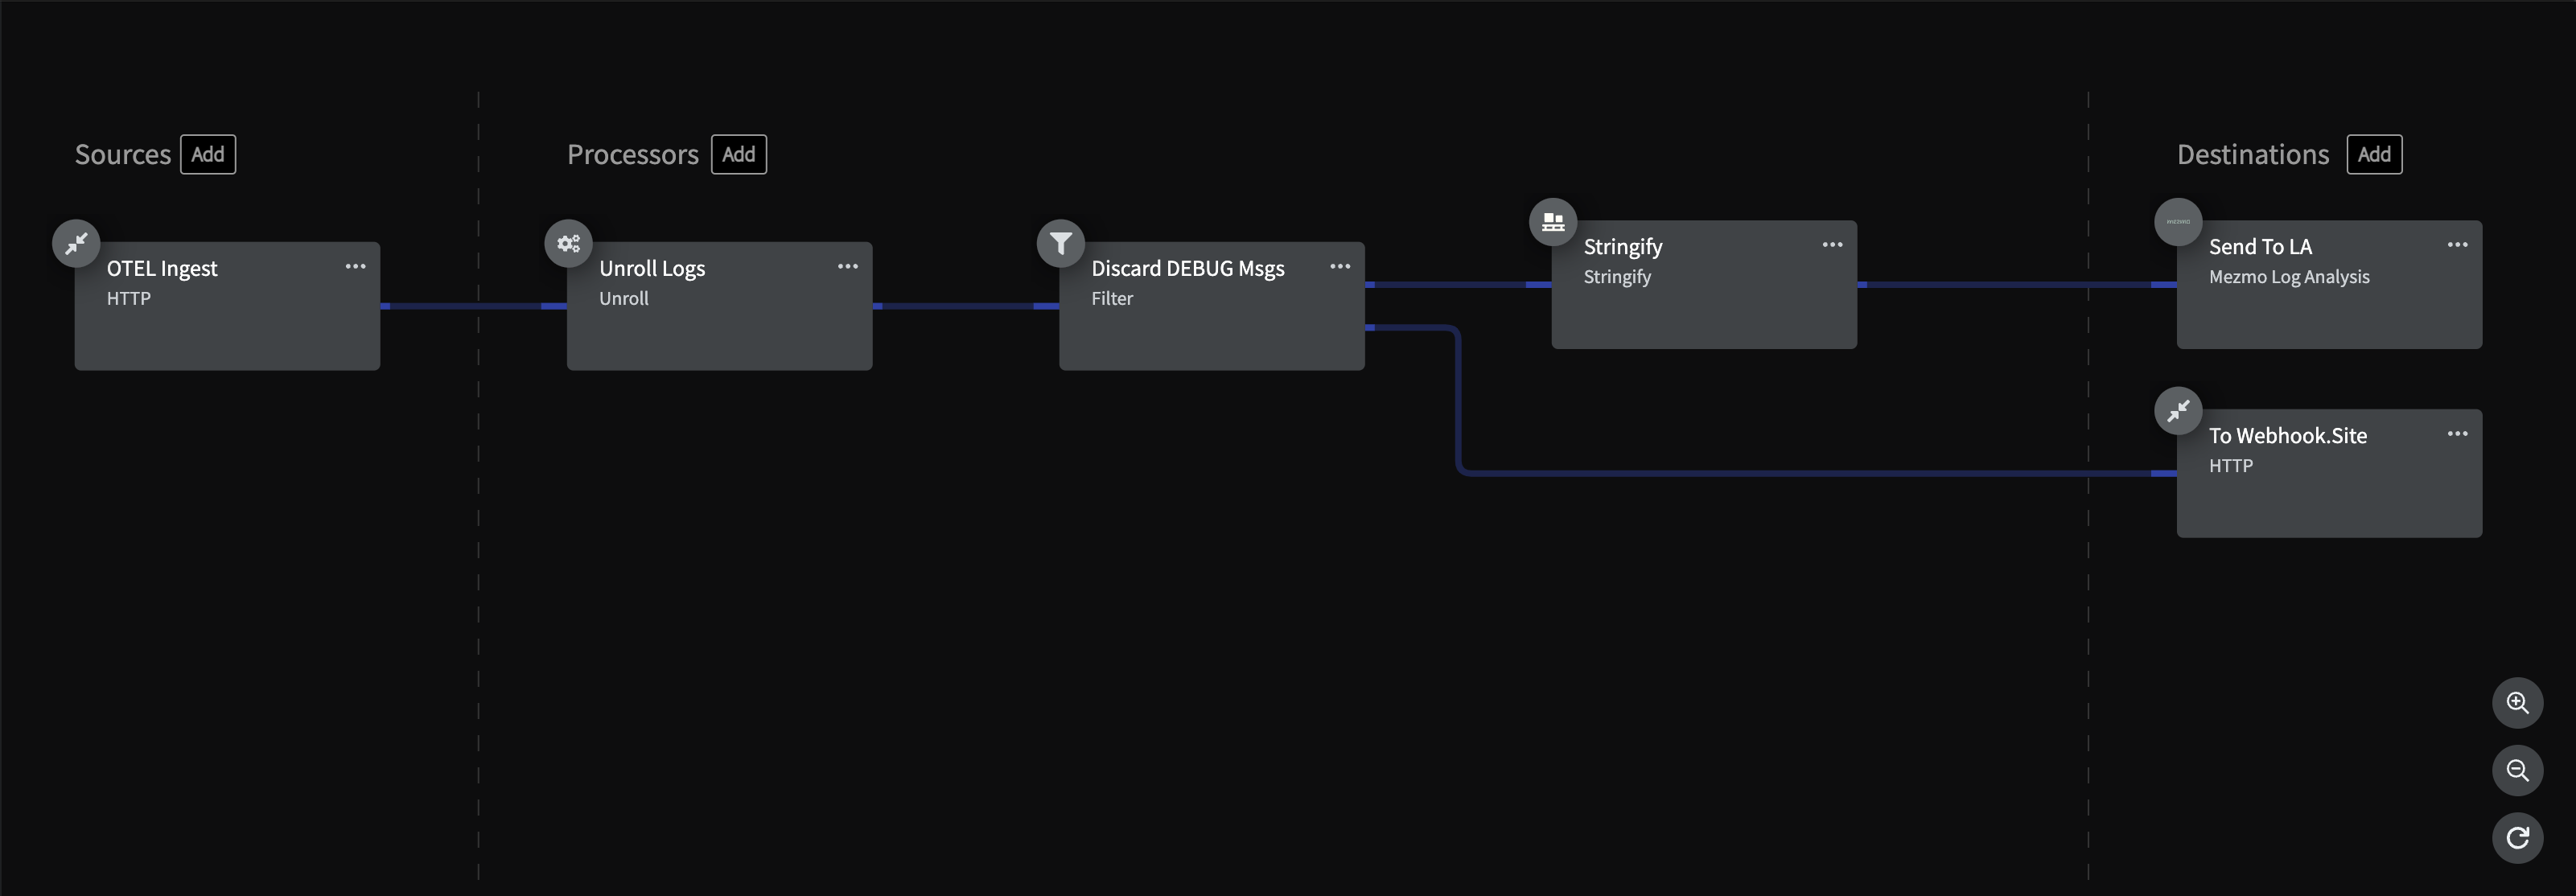 Sources Add
Processors Add
Destinations Add
OTEL Ingest
HTTP
Unroll Logs
Unroll
Discard DEBUG Msgs
Filter
Stringify
Stringify
mezmo
Send To LA
Mezmo Log Analysis
To Webhook.Site
HTTP